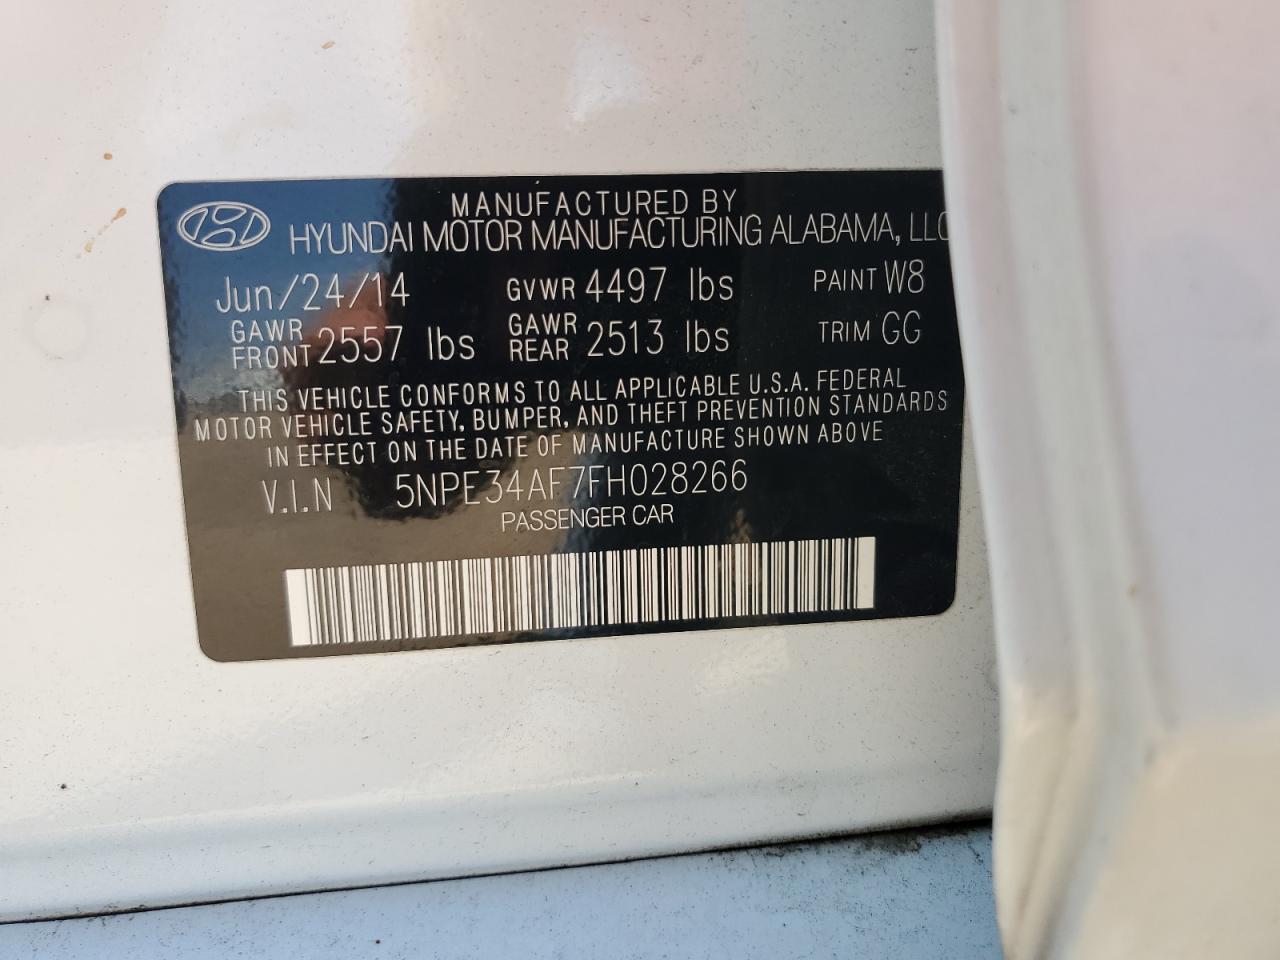 MANUFACTURED BY
HYUNDAI MOTOR MANUFACTURING ALABAMA, LLC
Jun/24/14 GVWR 4497 lbs PAINT W8
GAWR FRONT 2557 lbs GAWR REAR 2513 lbs TRIM GG
THIS VEHICLE CONFORMS TO ALL APPLICABLE U.S.A. FEDERAL
MOTOR VEHICLE SAFETY, BUMPER, AND THEFT PREVENTION STANDARDS
IN EFFECT ON THE DATE OF MANUFACTURE SHOWN ABOVE
V.I.N 5NPE34AF7FH028266
PASSENGER CAR